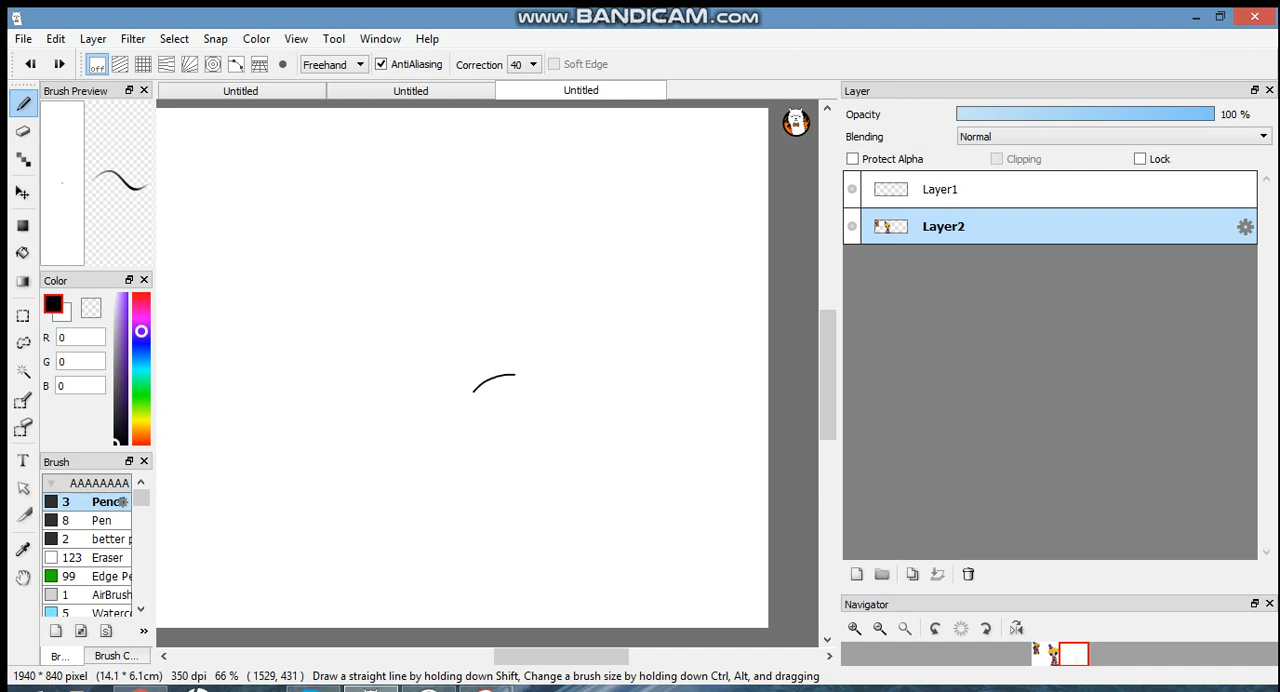 www.BANDICAM.com
File Edit Layer Filter Select Snap Color View Tool Window Help
off Freehand AntiAliasing Correction 40 Soft Edge
Brush Preview Untitled Untitled Untitled Layer
Opacity 100 %
Blending Normal
Protect Alpha Clipping Lock
Layer1
Layer2
Color
R 0
G 0
B 0
Brush
AAAAAAAA
3 Penc
8 Pen
2 better p
123 Eraser
99 Edge Pe
1 AirBrush
5 Waterc
Navigator
Br... Brush C...
1940 * 840 pixel (14.1 * 6.1cm) 350 dpi 66 % ( 1529, 431 ) Draw a straight line by holding down Shift, Change a brush size by holding down Ctrl, Alt, and dragging